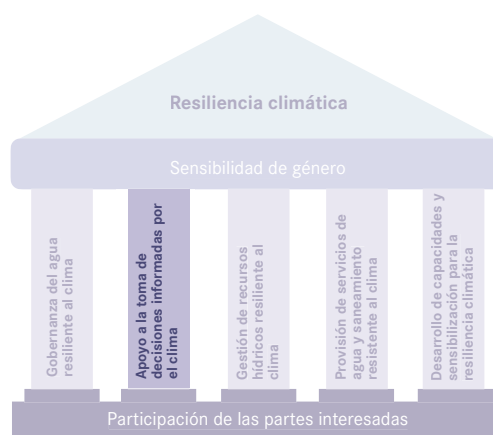 Resiliencia climática
Sensibilidad de género
Gobernanza del agua
resiliente al clima
Apoyo a la toma de
decisiones informadas por
el clima
Gestión de recursos
hídricos resiliente al
clima
Provisión de servicios de
agua y saneamiento
resistente al clima
Desarrollo de capacidades y
sensibilización para la
resiliencia climática
Participación de las partes interesadas